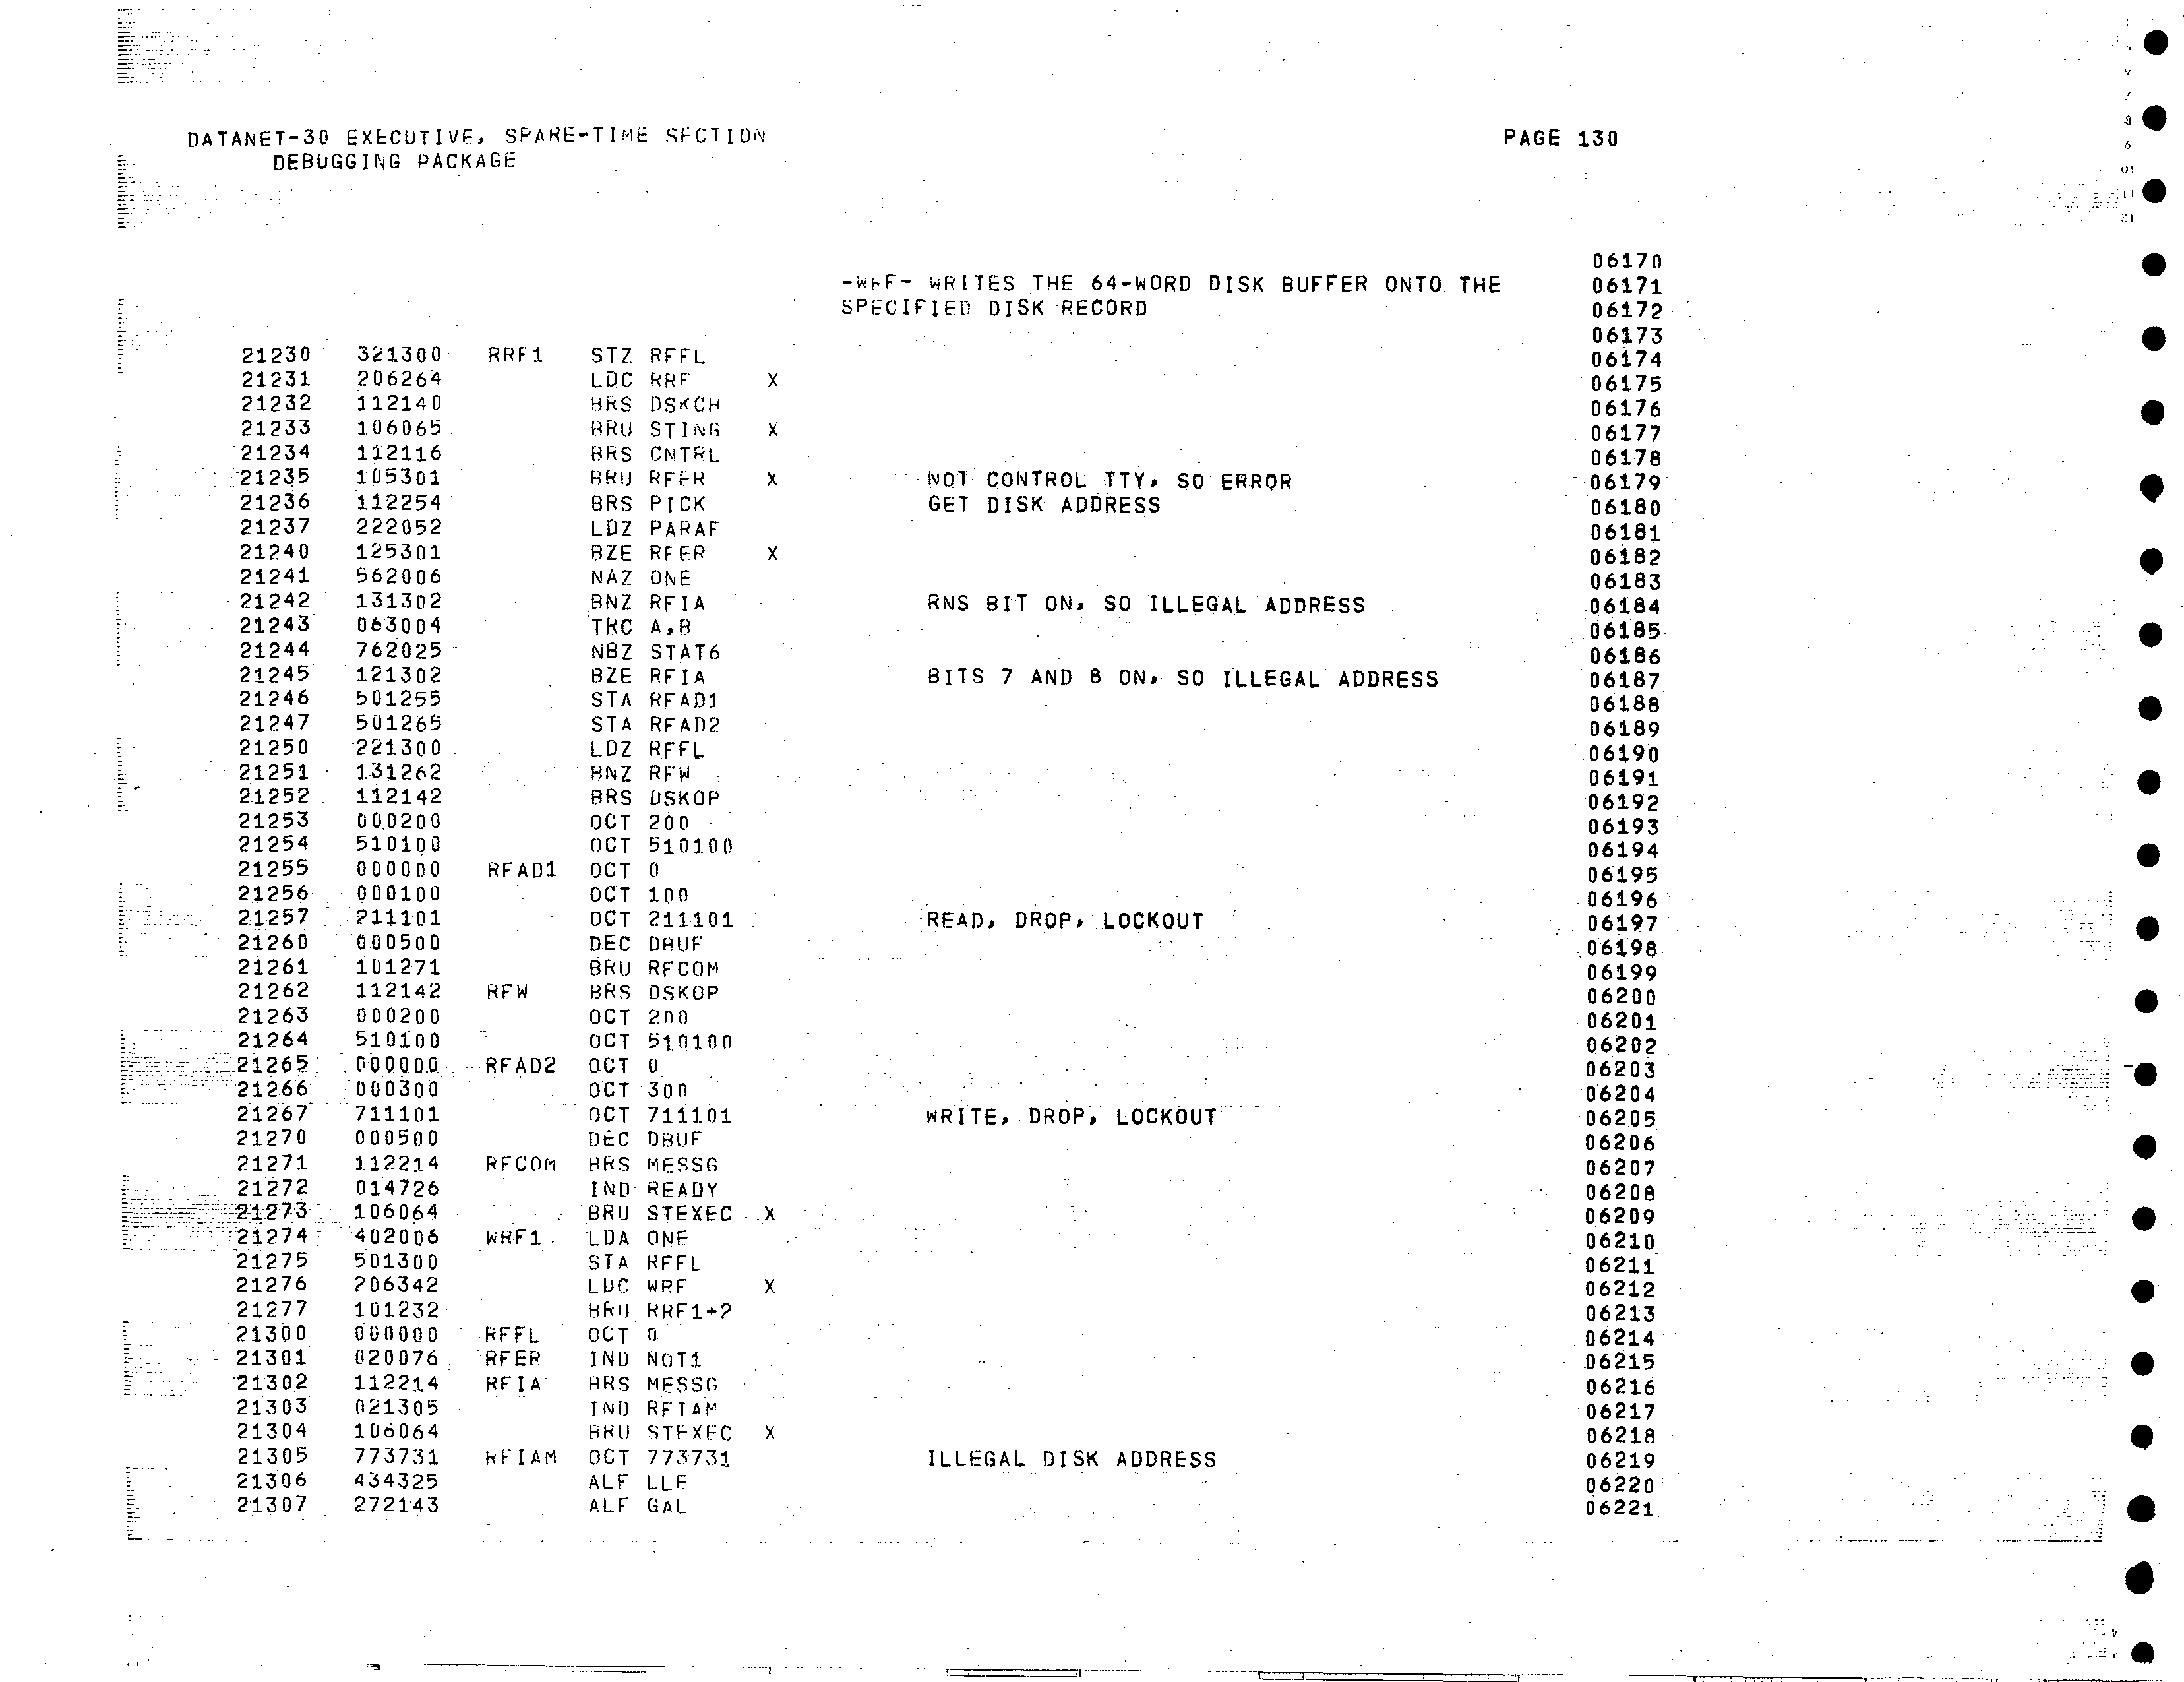 DATANET-30 EXECUTIVE, SPARE-TIME SECTION PAGE 130
DEBUGGING PACKAGE
06170
-WRF- WRITES THE 64-WORD DISK BUFFER ONTO THE 06171
SPECIFIED DISK RECORD 06172
06173
21230 321300 RRF1 STZ RFFL 06174
21231 206264 LDC RRF X 06175
21232 112140 BRS DSKCH 06176
21233 106065 BRU STING X 06177
21234 112116 BRS CNTRL 06178
21235 105301 BRU RFER X NOT CONTROL TTY, SO ERROR 06179
21236 112254 BRS PICK GET DISK ADDRESS 06180
21237 222052 LDZ PARAF 06181
21240 125301 BZE RFER X 06182
21241 562006 NAZ ONE 06183
21242 131302 BNZ RFIA RNS BIT ON, SO ILLEGAL ADDRESS 06184
21243 063004 TRC A,B 06185
21244 762025 NBZ STAT6 06186
21245 121302 BZE RFIA BITS 7 AND 8 ON, SO ILLEGAL ADDRESS 06187
21246 501255 STA RFAD1 06188
21247 501265 STA RFAD2 06189
21250 221300 LDZ RFFL 06190
21251 131262 BNZ RFW 06191
21252 112142 BRS DSKOP 06192
21253 000200 OCT 200 06193
21254 510100 OCT 510100 06194
21255 000000 RFAD1 OCT 0 06195
21256 000100 OCT 100 06196
21257 211101 OCT 211101 READ, DROP, LOCKOUT 06197
21260 000500 DEC DBUF 06198
21261 101271 BRU RFCOM 06199
21262 112142 RFW BRS DSKOP 06200
21263 000200 OCT 200 06201
21264 510100 OCT 510100 06202
21265 000000 RFAD2 OCT 0 06203
21266 000300 OCT 300 06204
21267 711101 OCT 711101 WRITE, DROP, LOCKOUT 06205
21270 000500 DEC DBUF 06206
21271 112214 RFCOM BRS MESSG 06207
21272 014726 IND READY 06208
21273 106064 BRU STEXEC X 06209
21274 402006 WRF1 LDA ONE 06210
21275 501300 STA RFFL 06211
21276 206342 LDC WRF X 06212
21277 101232 BRU RRF1+2 06213
21300 000000 RFFL OCT 0 06214
21301 020076 RFER IND NOT1 06215
21302 112214 RFIA BRS MESSG 06216
21303 021305 IND RFIAM 06217
21304 106064 BRU STEXEC X 06218
21305 773731 RFIAM OCT 773731 ILLEGAL DISK ADDRESS 06219
21306 434325 ALF LLE 06220
21307 272143 ALF GAL 06221